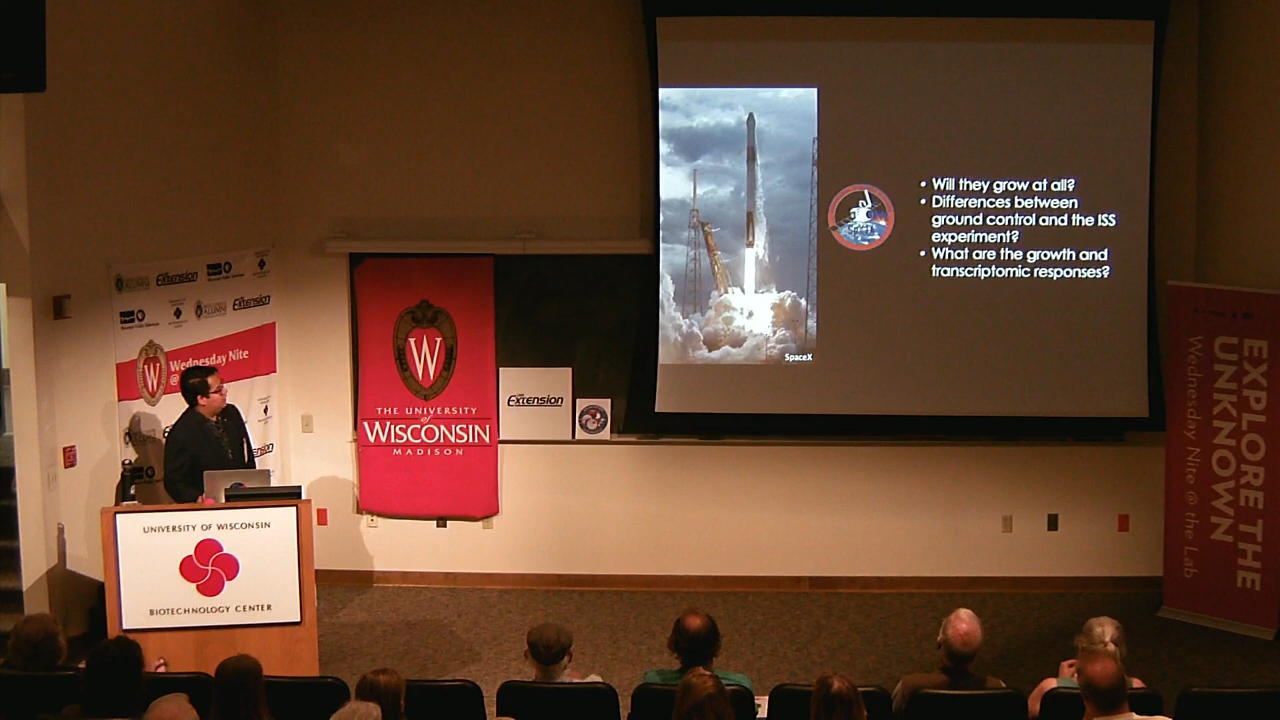 • Will they grow at all?
• Differences between
ground control and the ISS
experiment?
• What are the growth and
transcriptomic responses?
SpaceX
Extension
Wednesday Nite
@
W
THE UNIVERSITY
of
WISCONSIN
MADISON
Extension
UNIVERSITY OF WISCONSIN
BIOTECHNOLOGY CENTER
EXPLORE THE
UNKNOWN
Wednesday Nite @ the Lab